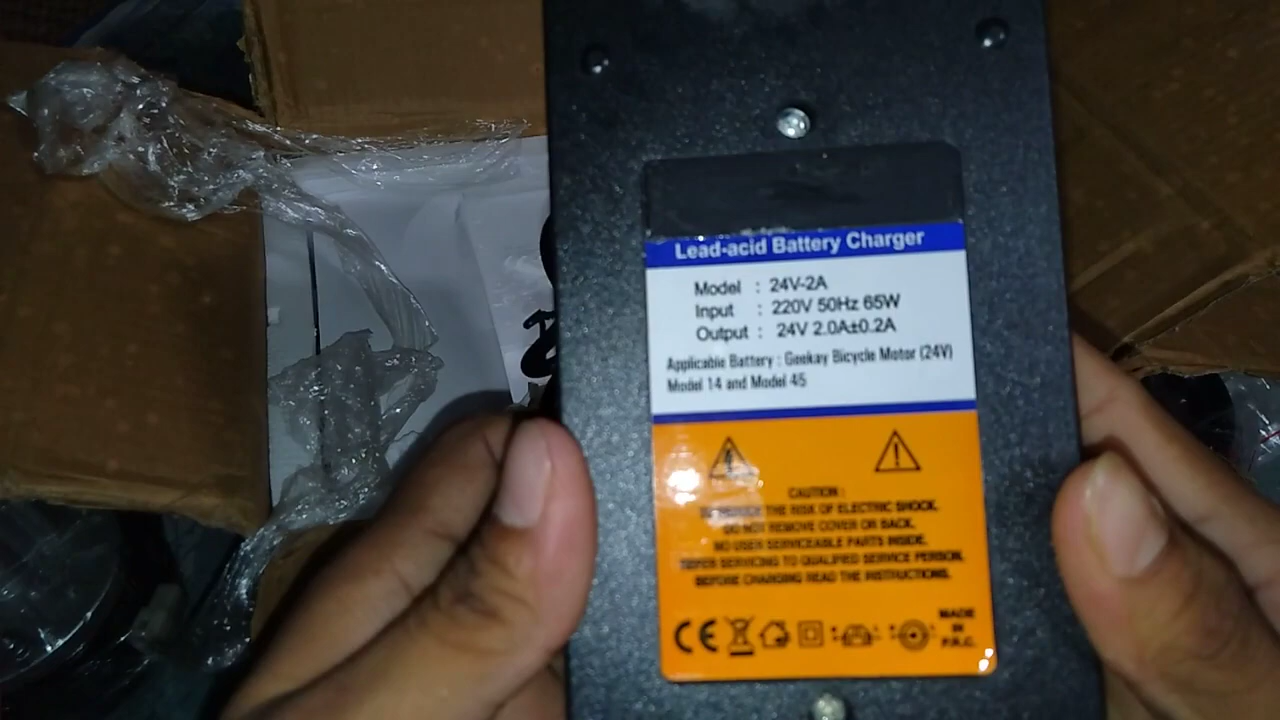 Lead-acid Battery Charger
Model : 24V-2A
Input : 220V 50Hz 65W
Output : 24V 2.0A±0.2A
Applicable Battery : Geekay Bicycle Motor (24V)
Model 14 and Model 45
CAUTION :
THE RISK OF ELECTRIC SHOCK,
DO NOT REMOVE COVER OR BACK,
NO USER SERVICEABLE PARTS INSIDE,
REFER SERVICING TO QUALIFIED SERVICE PERSON.
BEFORE CHARGING READ THE INSTRUCTIONS.
CE
MADE
IN
P.R.C.